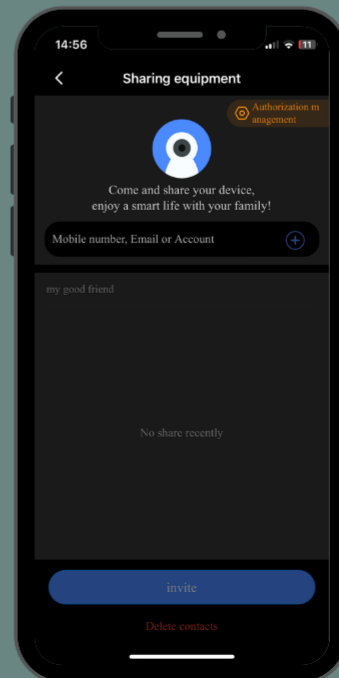 14:56
11
Sharing equipment
Authorization m
anagement
Come and share your device,
enjoy a smart life with your family!
Mobile number, Email or Account
my good friend
No share recently
invite
Delete contacts